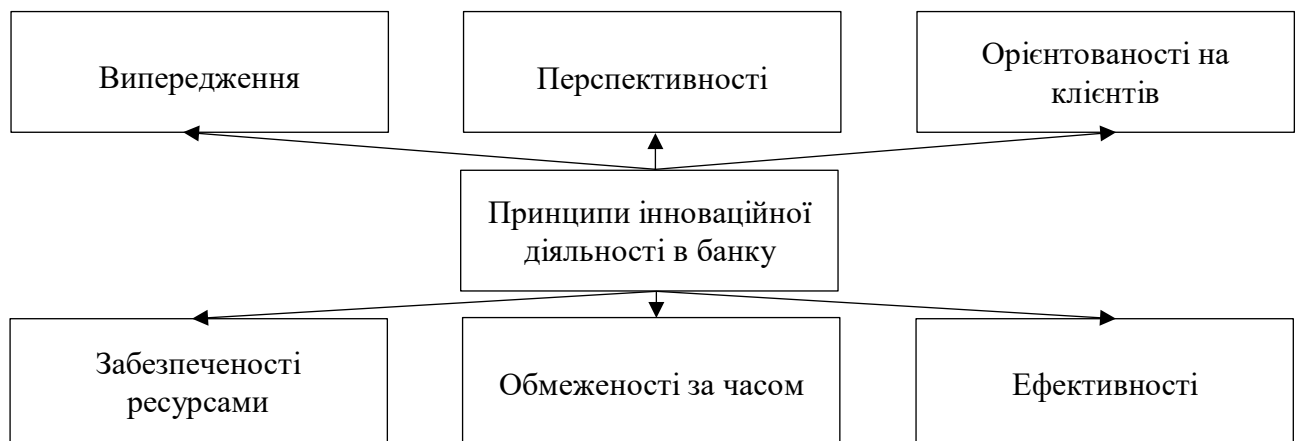 Випередження
Перспективності
Орієнтованості на
клієнтів
Принципи інноваційної
діяльності в банку
Забезпеченості
ресурсами
Обмеженості за часом
Ефективності